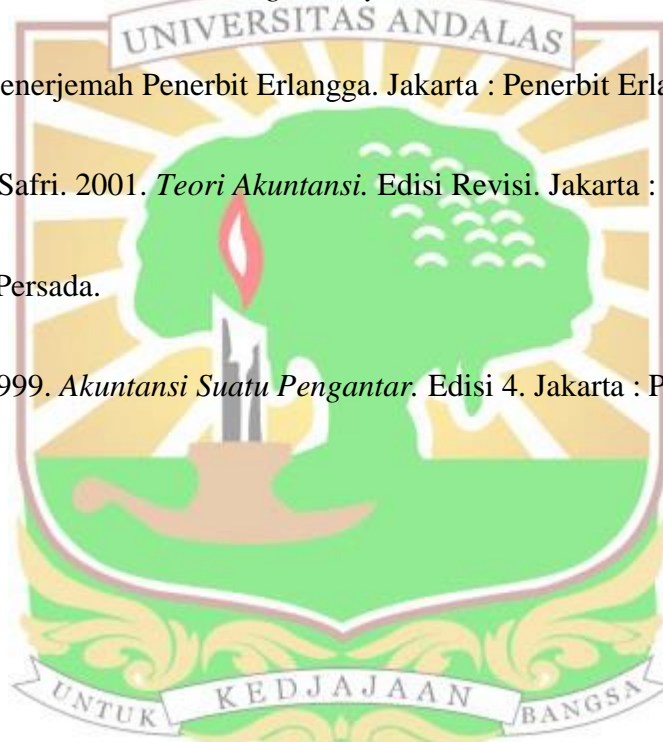 UNIVERSITAS ANDALAS
enerjemah Penerbit Erlangga. Jakarta : Penerbit Erla
Safri. 2001. Teori Akuntansi. Edisi Revisi. Jakarta :
Persada.
999. Akuntansi Suatu Pengantar. Edisi 4. Jakarta : P
UNTUK KEDJAJAAN BANGSA